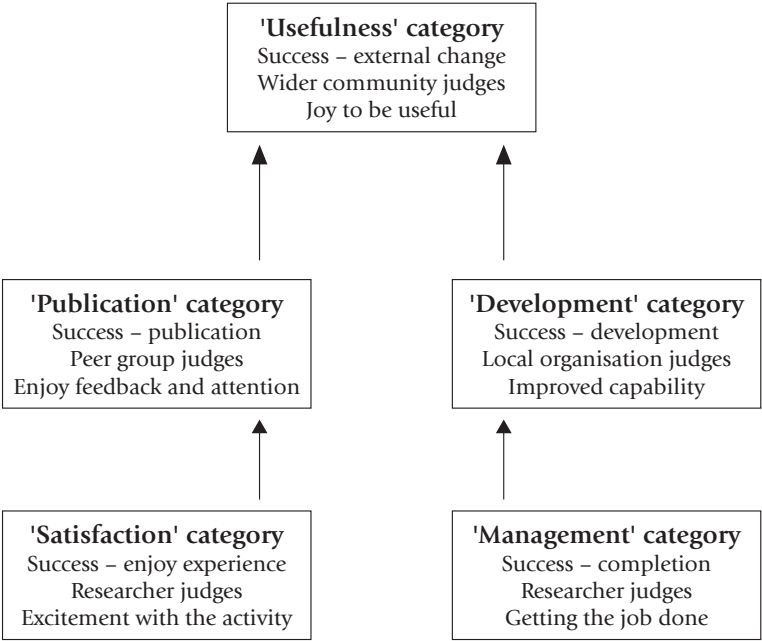 'Usefulness' category
Success – external change
Wider community judges
Joy to be useful
'Publication' category
Success – publication
Peer group judges
Enjoy feedback and attention
'Development' category
Success – development
Local organisation judges
Improved capability
'Satisfaction' category
Success – enjoy experience
Researcher judges
Excitement with the activity
'Management' category
Success – completion
Researcher judges
Getting the job done